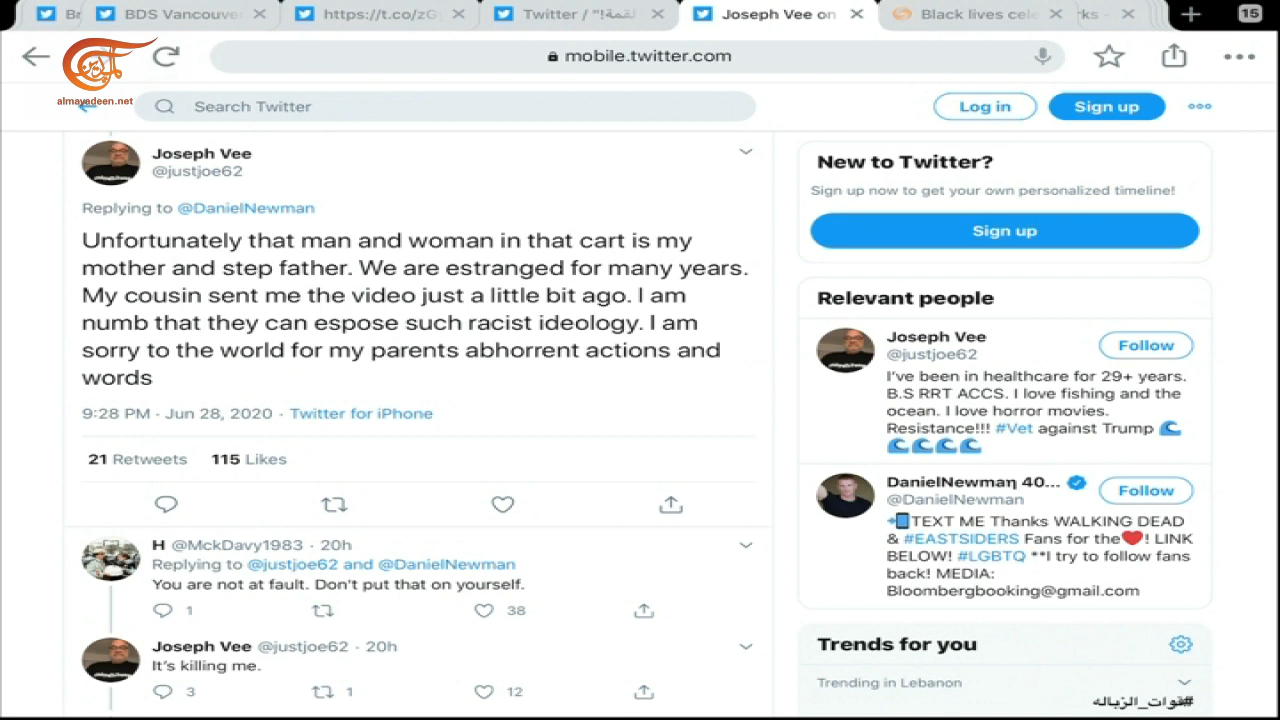 BDS Vancouve
https://t.co/zG
Twitter / "!القمة
Joseph Vee on
Black lives cele
rks -
15
mobile.twitter.com
الميادين
almayadeen.net
Search Twitter
Log in
Sign up
Joseph Vee
@justjoe62
Replying to @DanielNewman
Unfortunately that man and woman in that cart is my
mother and step father. We are estranged for many years.
My cousin sent me the video just a little bit ago. I am
numb that they can espose such racist ideology. I am
sorry to the world for my parents abhorrent actions and
words
9:28 PM · Jun 28, 2020 · Twitter for iPhone
21 Retweets 115 Likes
H @MckDavy1983 · 20h
Replying to @justjoe62 and @DanielNewman
You are not at fault. Don't put that on yourself.
1 38
Joseph Vee @justjoe62 · 20h
It's killing me.
3 1 12
New to Twitter?
Sign up now to get your own personalized timeline!
Sign up
Relevant people
Joseph Vee
@justjoe62
Follow
I've been in healthcare for 29+ years.
B.S RRT ACCS. I love fishing and the
ocean. I love horror movies.
Resistance!!! #Vet against Trump 🌊
🌊🌊🌊🌊
DanielNewmaη 40...
@DanielNewman
Follow
📲TEXT ME Thanks WALKING DEAD
& #EASTSIDERS Fans for the❤️! LINK
BELOW! #LGBTQ **I try to follow fans
back! MEDIA:
Bloombergbooking@gmail.com
Trends for you
Trending in Lebanon
#قوات_الزباله